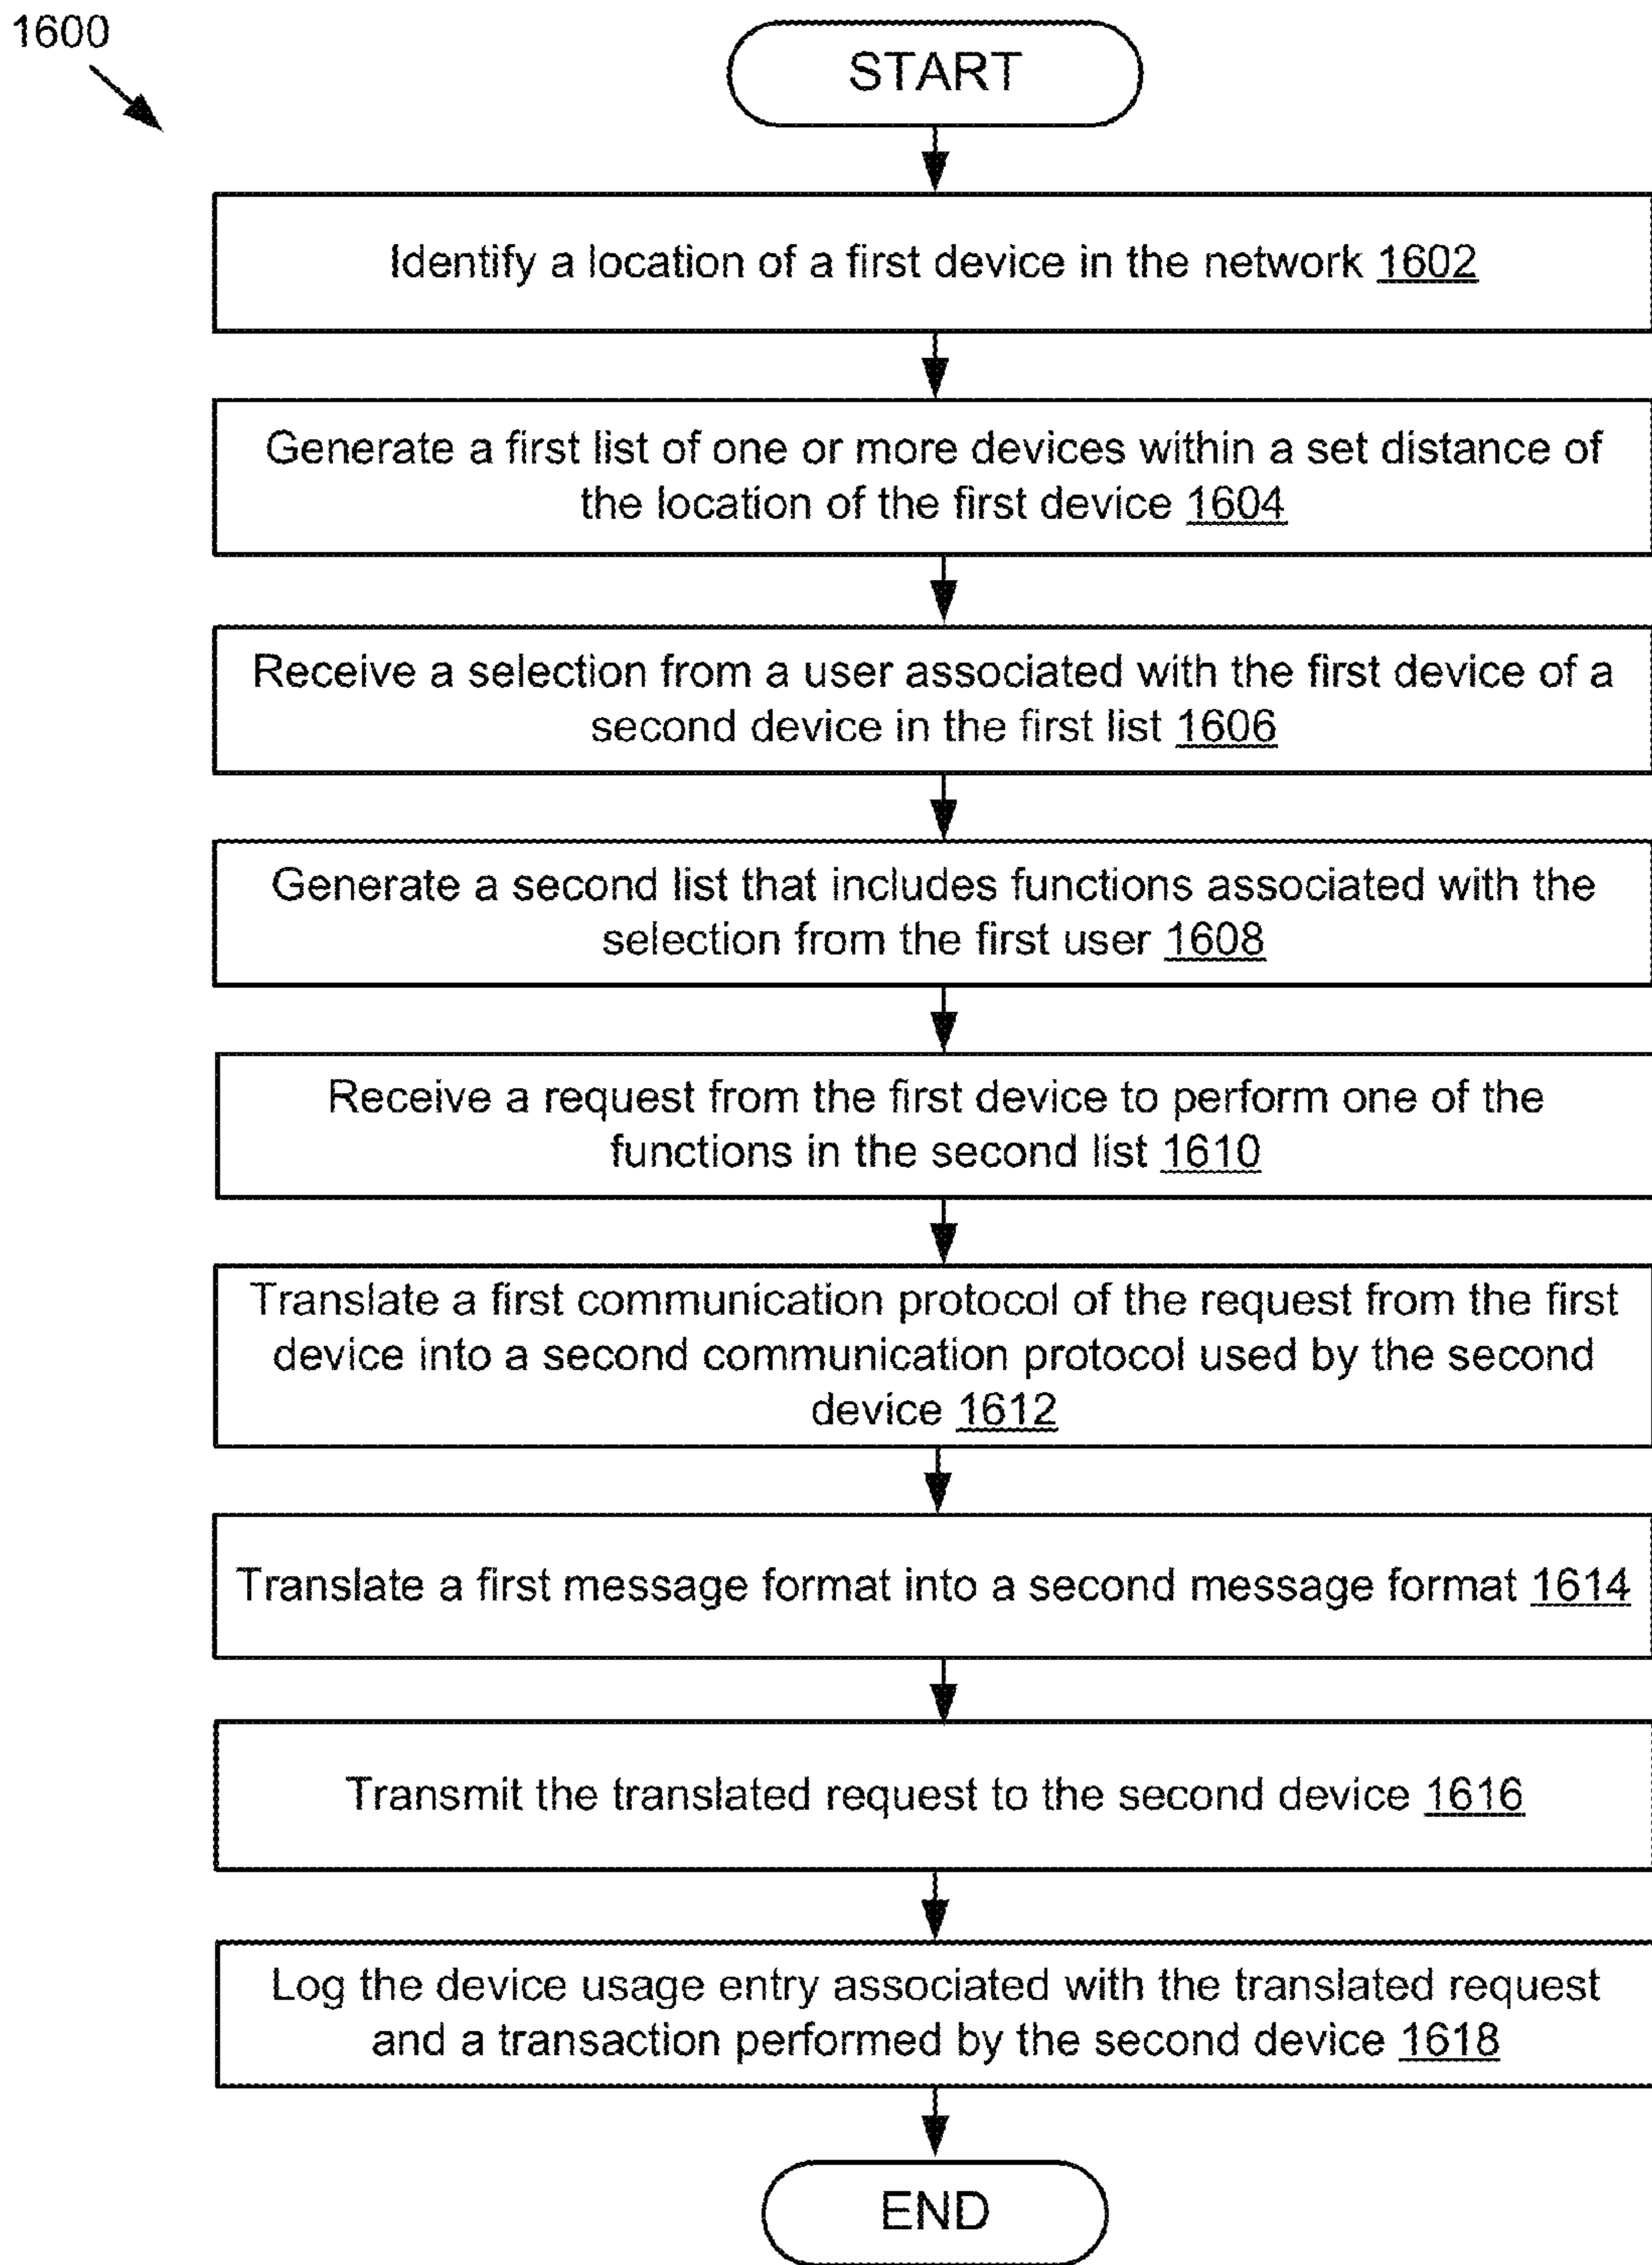 1600
START
Identify a location of a first device in the network 1602
Generate a first list of one or more devices within a set distance of
the location of the first device 1604
Receive a selection from a user associated with the first device of a
second device in the first list 1606
Generate a second list that includes functions associated with the
selection from the first user 1608
Receive a request from the first device to perform one of the
functions in the second list 1610
Translate a first communication protocol of the request from the first
device into a second communication protocol used by the second
device 1612
Translate a first message format into a second message format 1614
Transmit the translated request to the second device 1616
Log the device usage entry associated with the translated request
and a transaction performed by the second device 1618
END